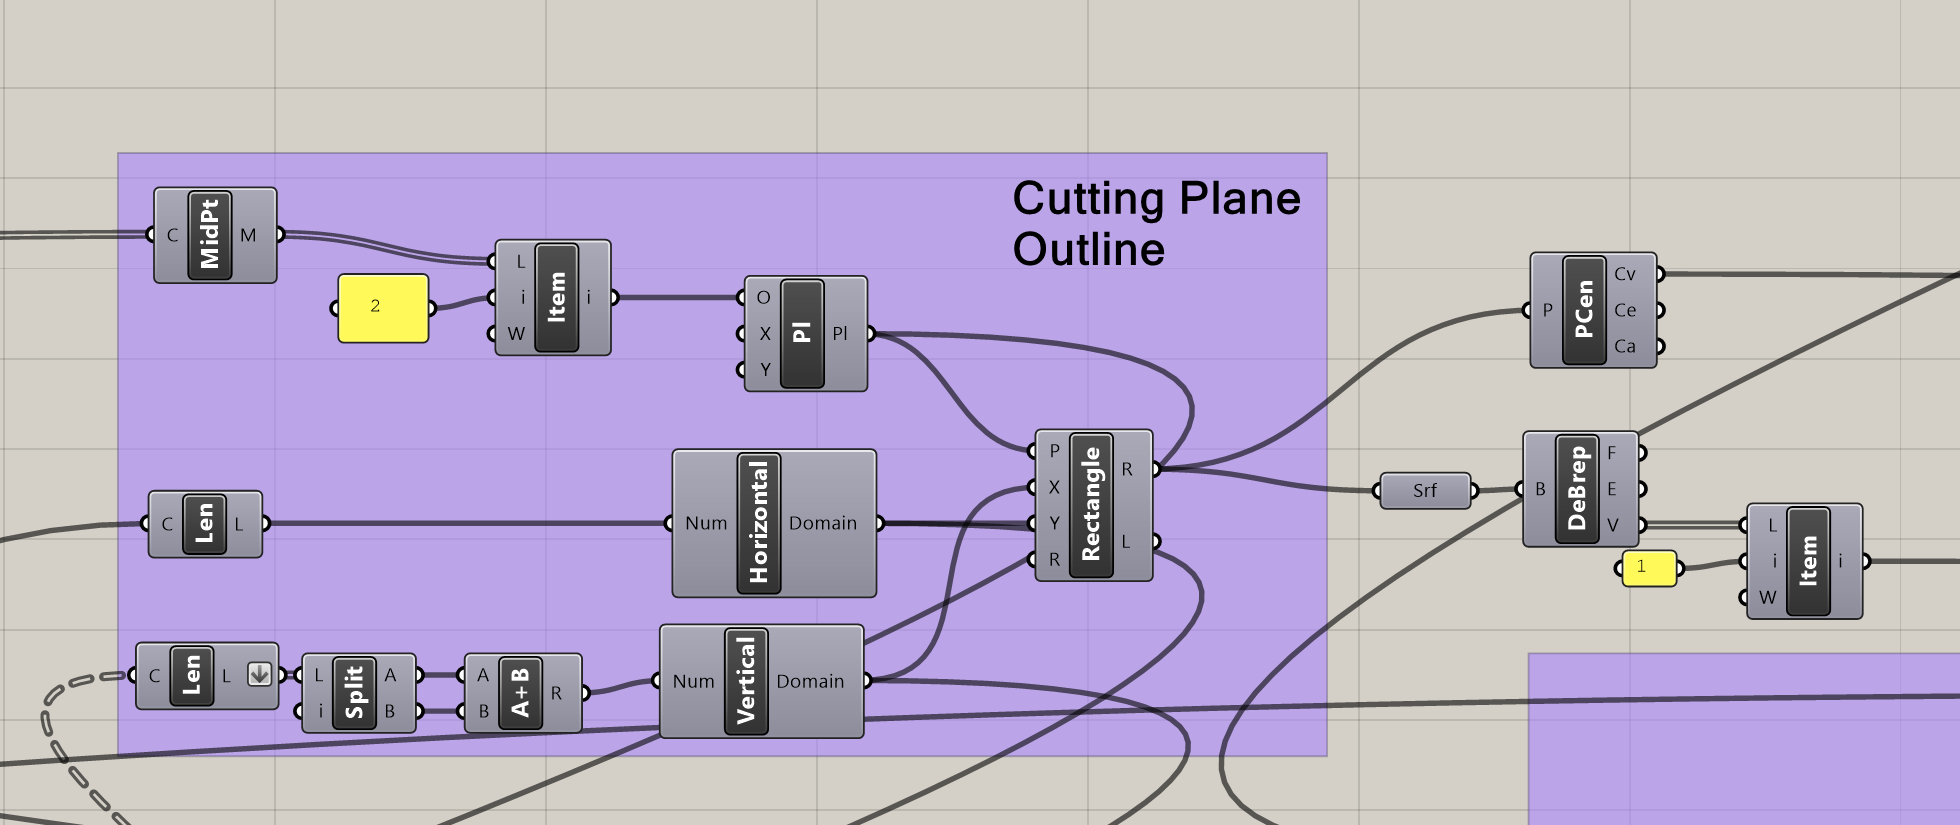 Cutting Plane
Outline
C MidPt M
2
L Item i
i
W
O Pl Pl
X
Y
C Len L
Num Horizontal Domain
P Rectangle R
X
Y L
R
C Len L
L Split A
i B
A A+B R
B
Num Vertical Domain
P PCen Cv
Ce
Ca
Srf
B DeBrep F
E
V
1
L Item i
i
W